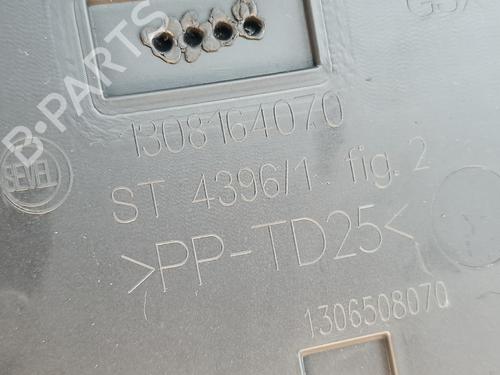 B-PARTS
1308164070
SEVEL
ST 4396/1 fig. 2
>PP-TD25<
1306508070